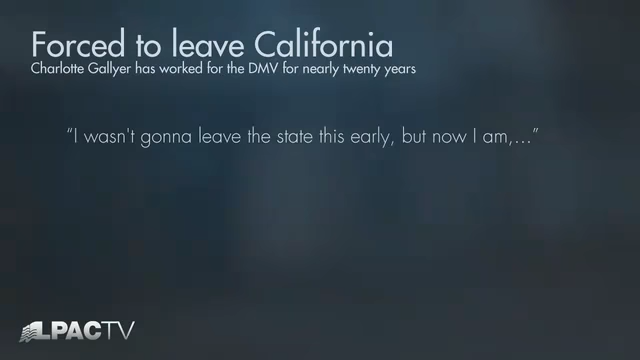 Forced to leave California
Charlotte Gallyer has worked for the DMV for nearly twenty years
“I wasn't gonna leave the state this early, but now I am,...”
LPACTV